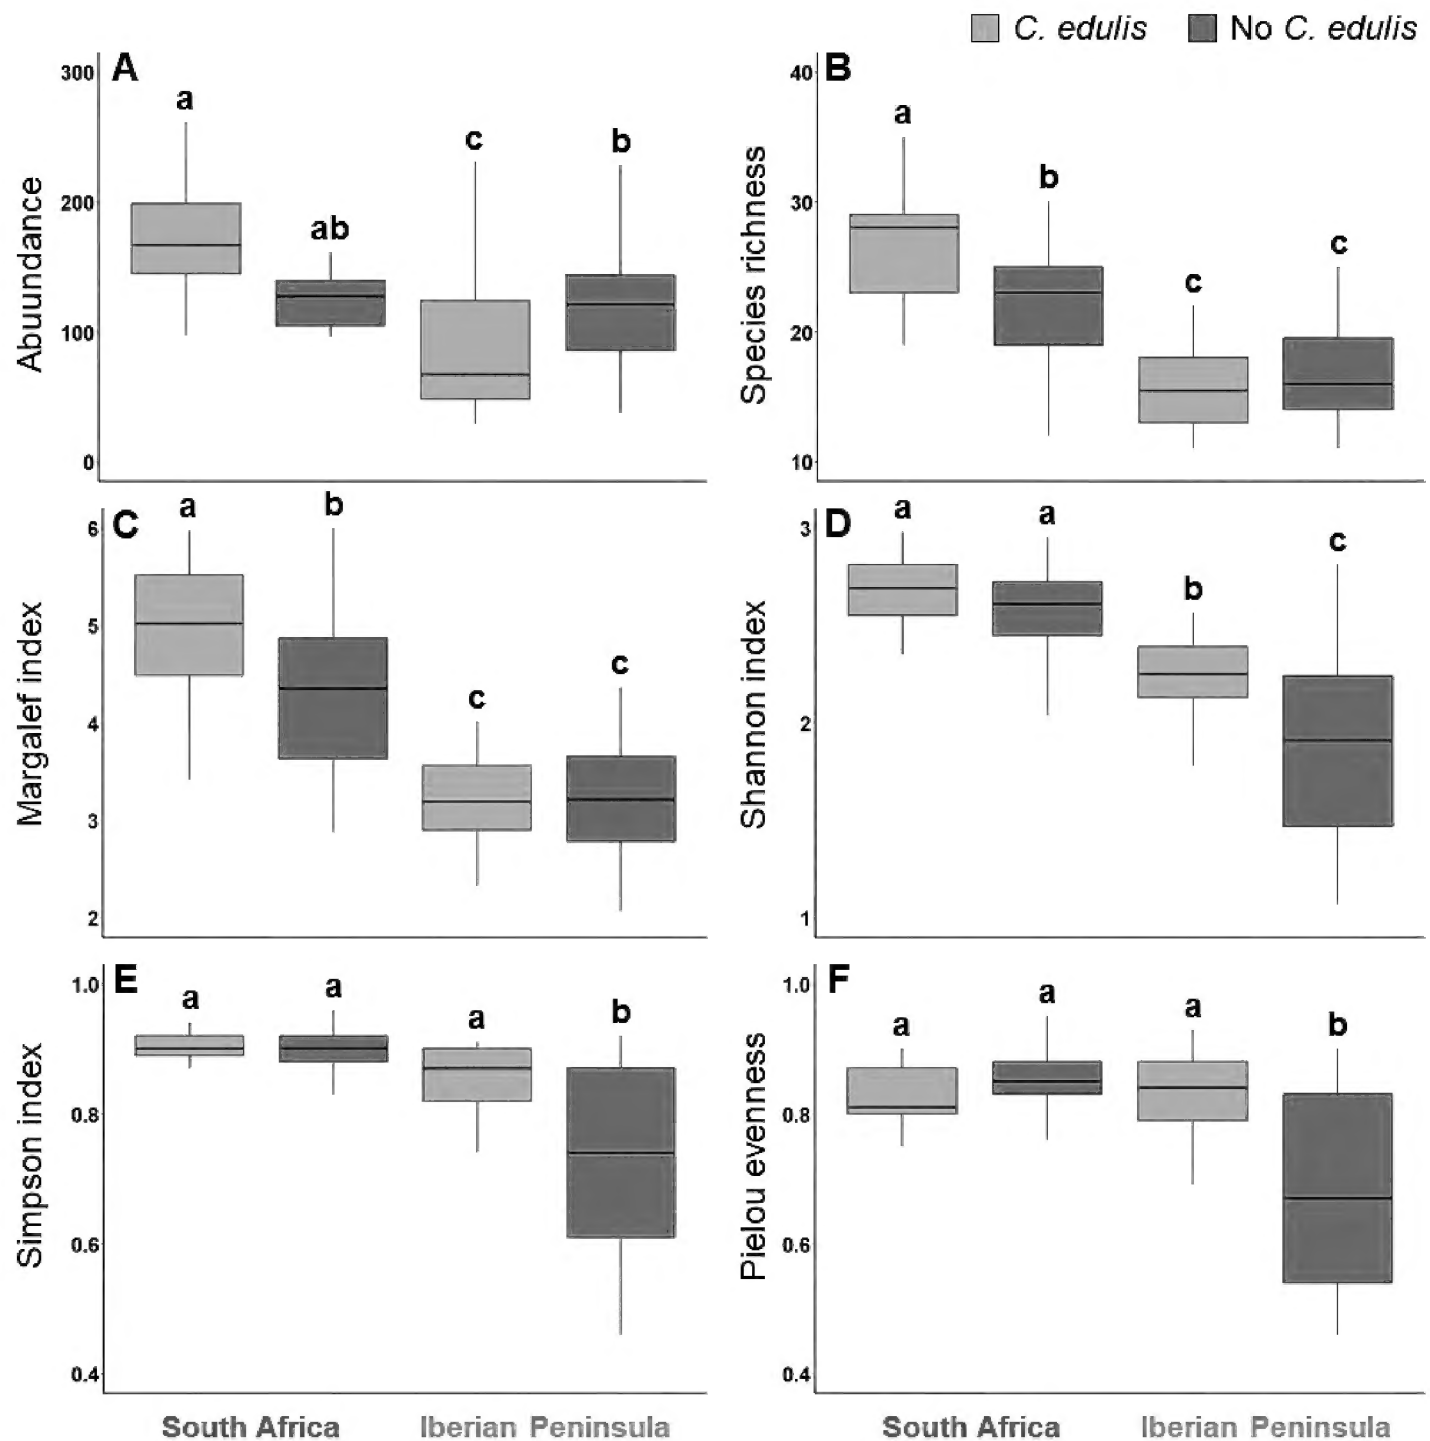 C. edulis No C. edulis
A
300
200
100
0
Abuundance
a
ab
c
b
B
40
30
20
10
Species richness
a
b
c
c
C
6
5
4
3
2
Margalef index
a
b
c
c
D
3
2
1
Shannon index
a
a
b
c
E
1.0
0.8
0.6
0.4
Simpson index
a
a
a
b
F
1.0
0.8
0.6
0.4
Pielou evenness
a
a
a
b
South Africa Iberian Peninsula
South Africa Iberian Peninsula